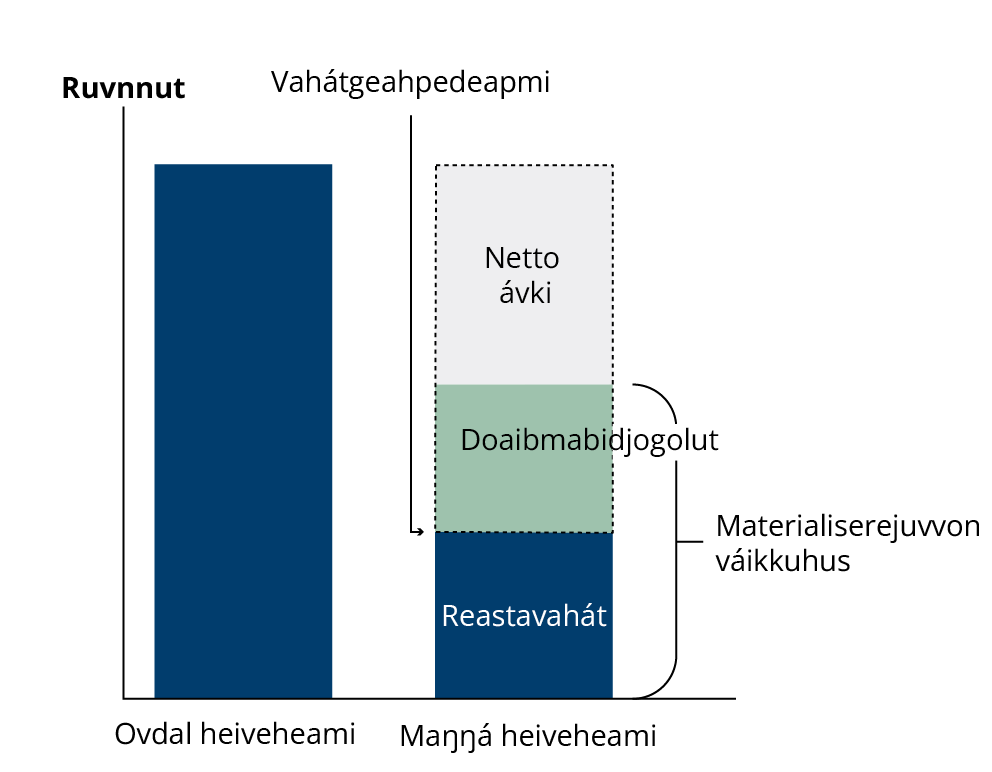 Ruvnnut
Vahátgeahpedeapmi
Netto
ávki
Doaibmabidjogolut
Materialiserejuvvon
váikkuhus
Reastavahát
Ovdal heiveheami
Maŋŋá heiveheami